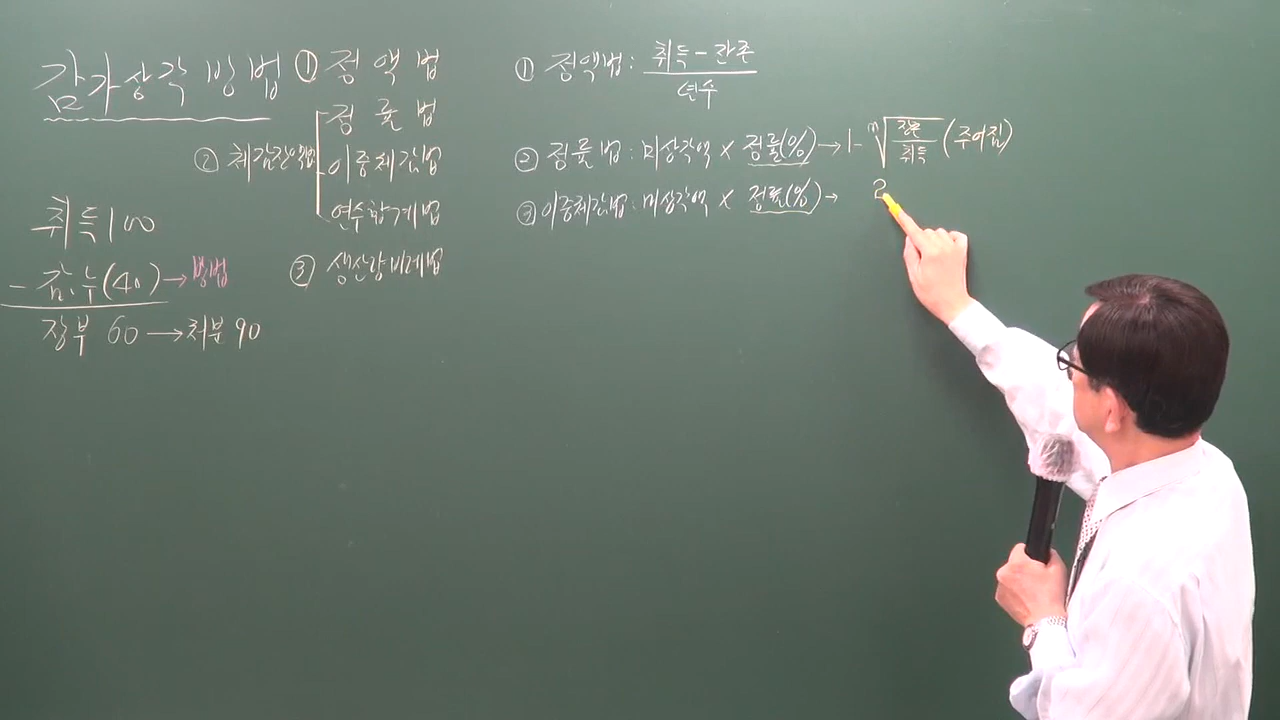 감가상각 방법 ① 정액법
정률법
② 체감잔액법 이중체감법
연수합계법
③ 생산량비례법
취득 100
- 감.누(40) → 방법
장부 60 → 처분 90
① 정액법: 취득 - 잔존 / 연수
② 정률법: 미상각액 × 정률(%) → 1 - ⁿ√잔존/취득 (주어짐)
③ 이중체감법: 미상각액 × 정률(%) → 2